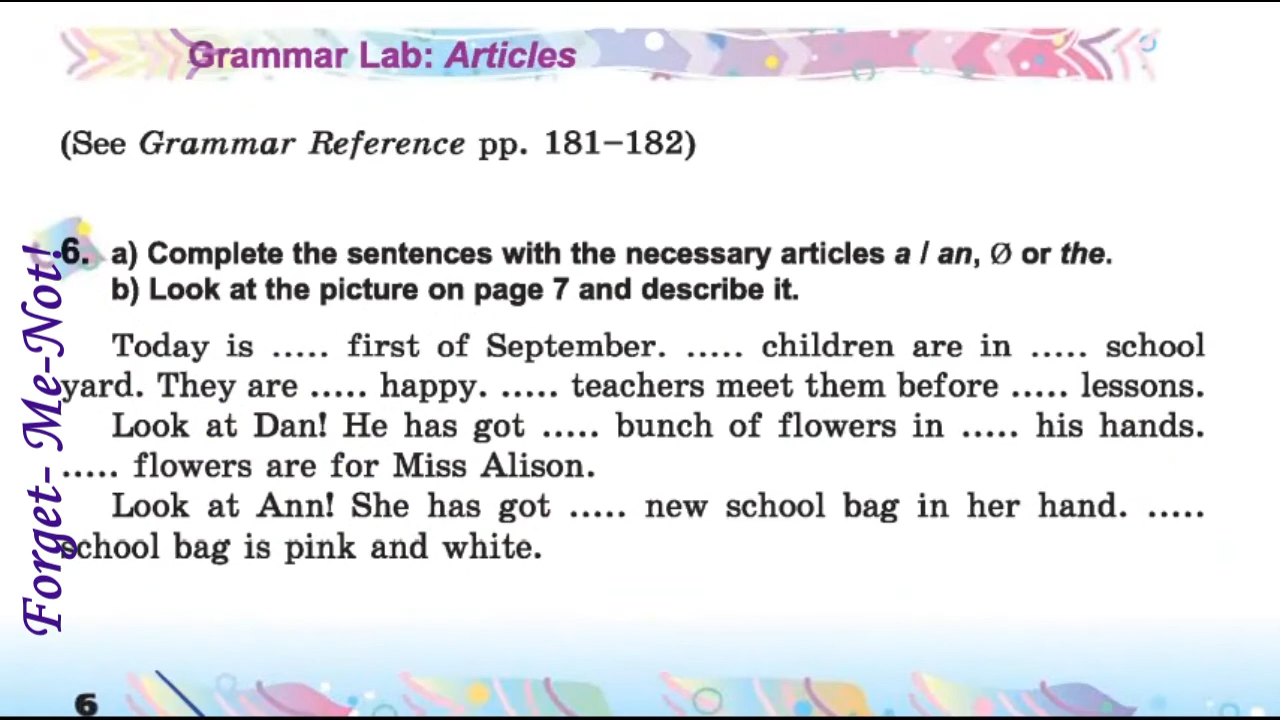 Grammar Lab: Articles
(See Grammar Reference pp. 181–182)
6. a) Complete the sentences with the necessary articles a / an, Ø or the.
b) Look at the picture on page 7 and describe it.
Today is ..... first of September. ..... children are in ..... school
yard. They are ..... happy. ..... teachers meet them before ..... lessons.
Look at Dan! He has got ..... bunch of flowers in ..... his hands.
..... flowers are for Miss Alison.
Look at Ann! She has got ..... new school bag in her hand. .....
school bag is pink and white.
Forget- Me-Not!
6